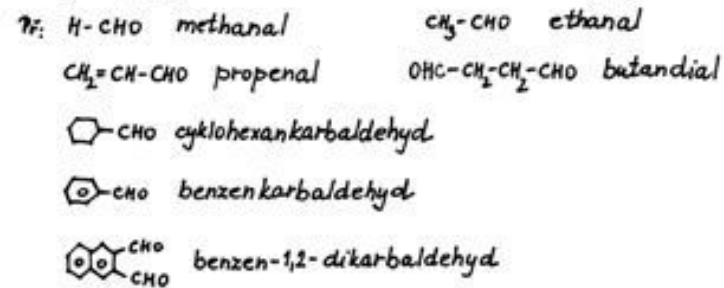 Př: H-CHO methanal CH₃-CHO ethanal
CH₂=CH-CHO propenal OHC-CH₂-CH₂-CHO butandial
-CHO cyklohexankarbaldehyd
-CHO benzenkarbaldehyd
CHO
CHO benzen-1,2-dikarbaldehyd